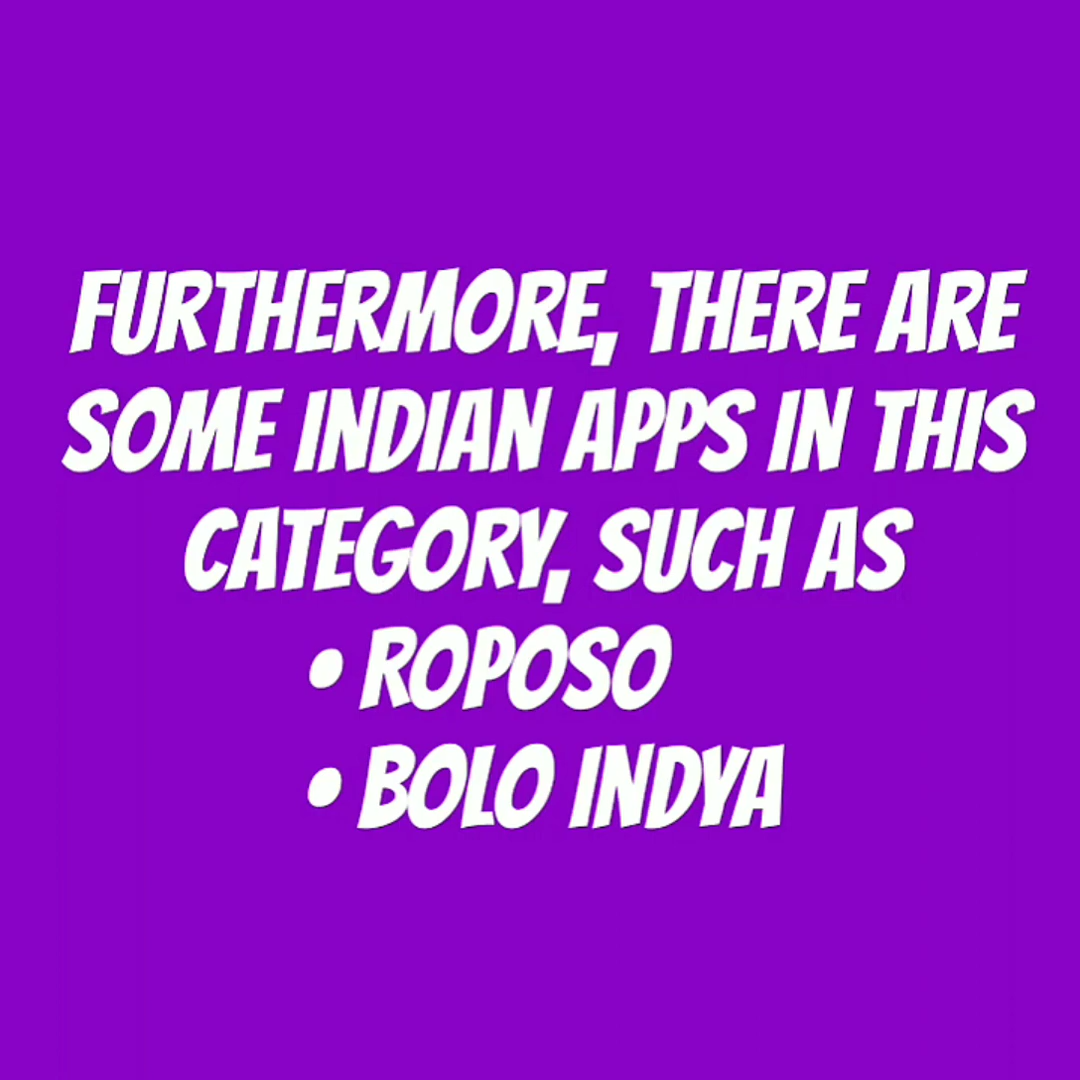 FURTHERMORE, THERE ARE
SOME INDIAN APPS IN THIS
CATEGORY, SUCH AS
• ROPOSO
• BOLO INDYA